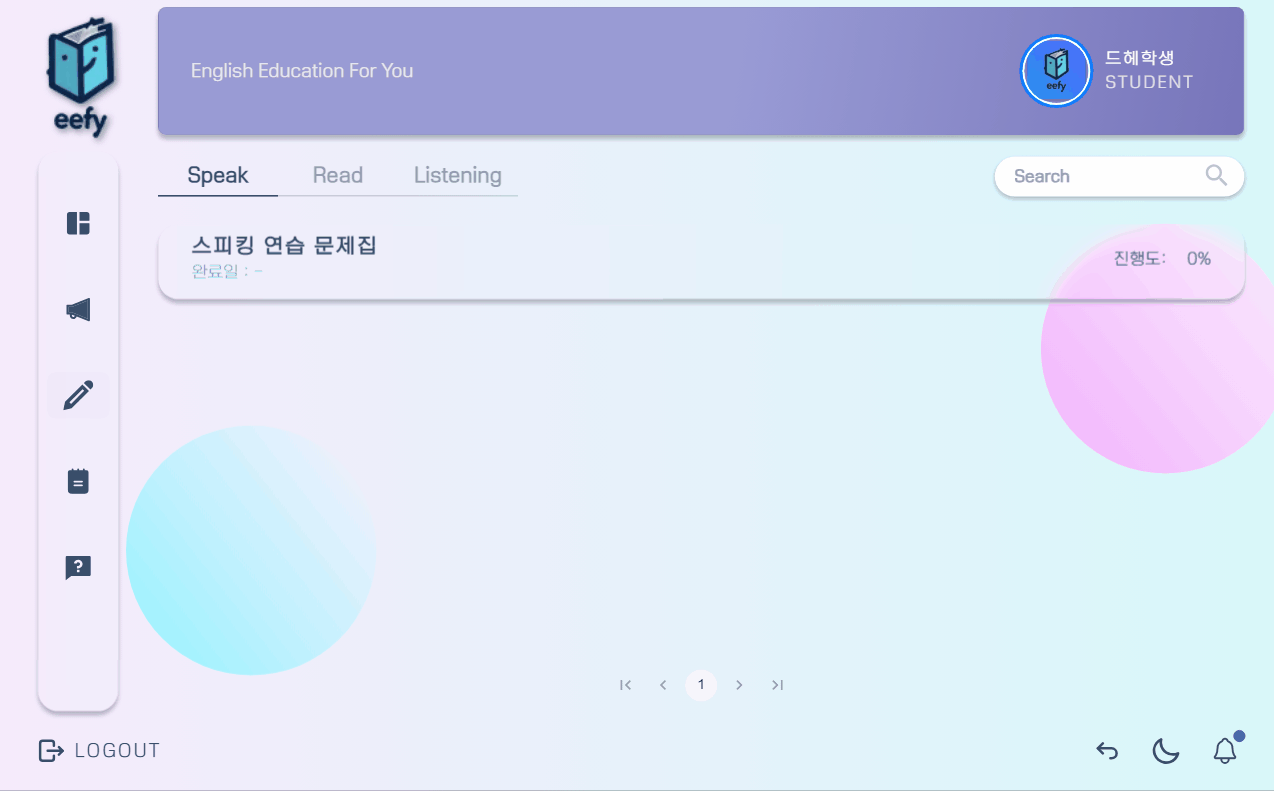 eefy
English Education For You
eefy
드헤학생
STUDENT
Speak
Read
Listening
Search
스피킹 연습 문제집
완료일 : -
진행도: 0%
1
LOGOUT